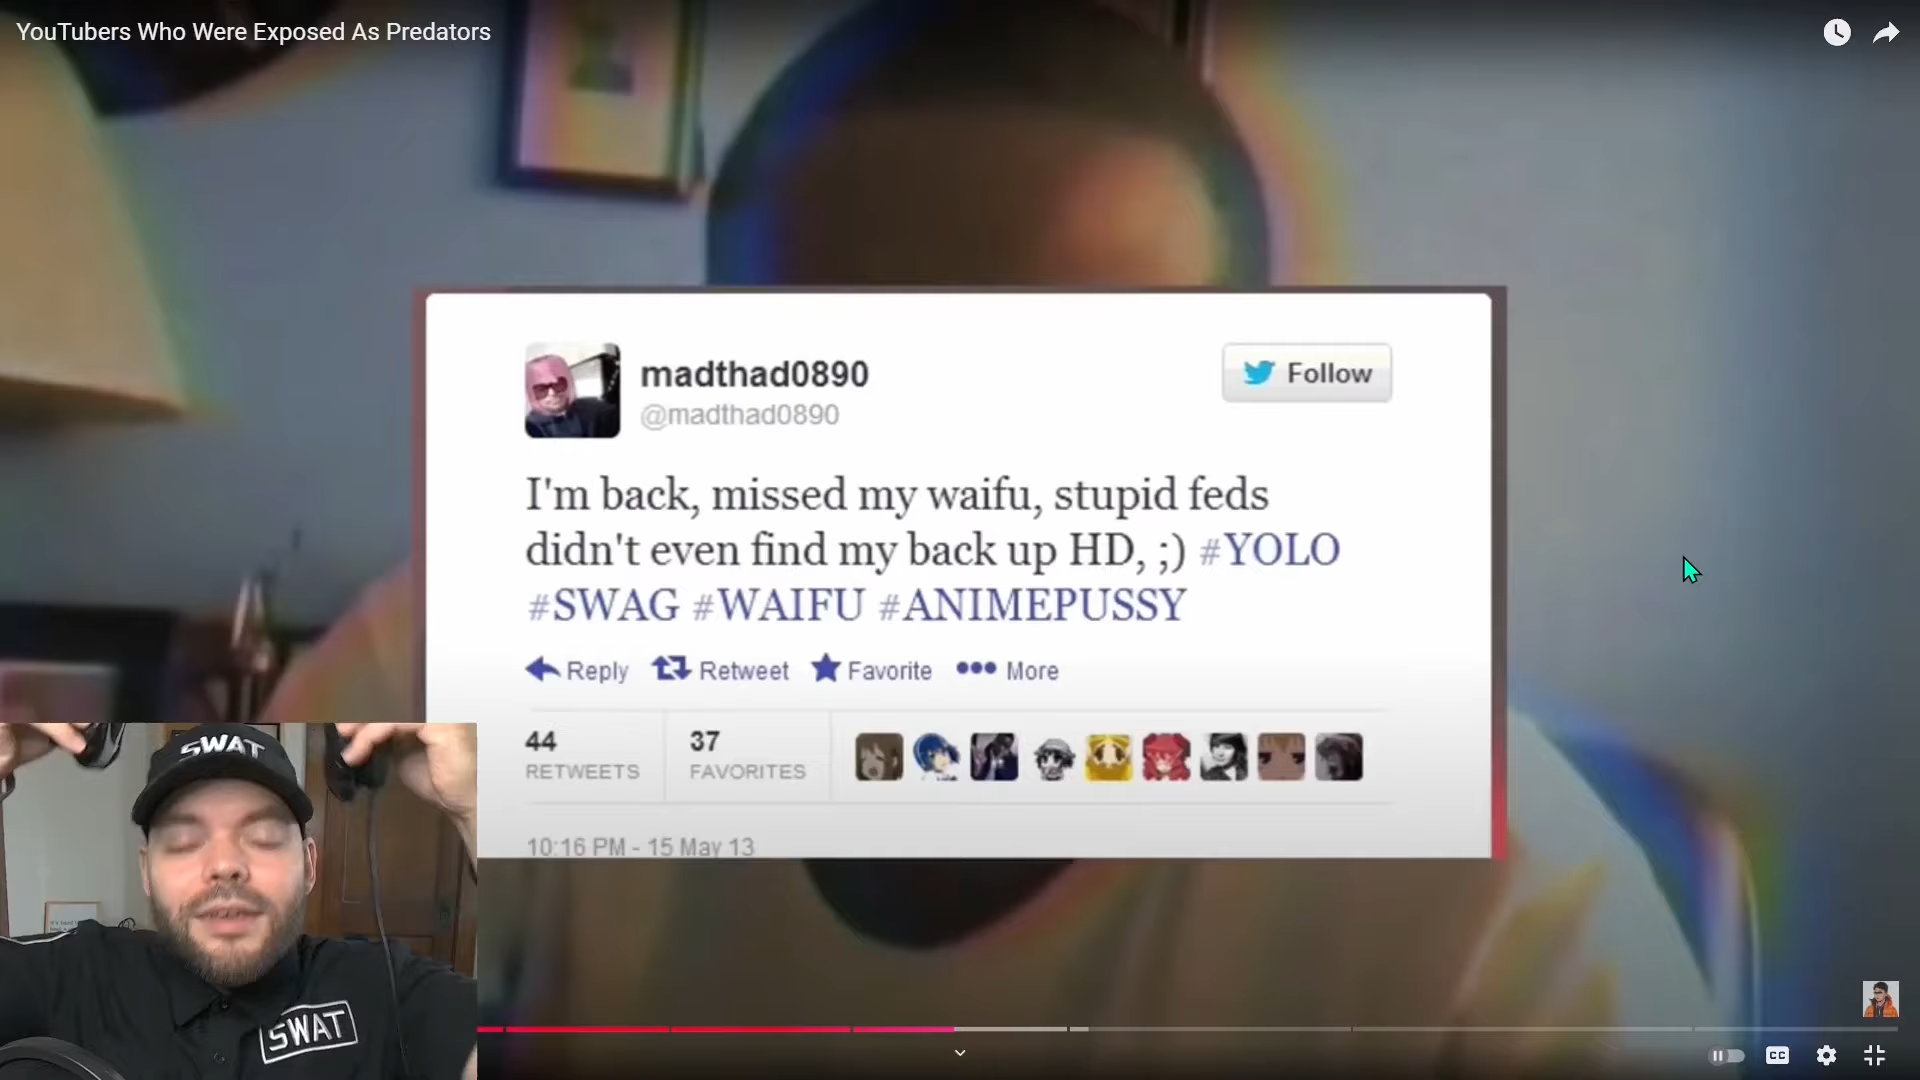 YouTubers Who Were Exposed As Predators
madthad0890
@madthad0890
Follow
I'm back, missed my waifu, stupid feds
didn't even find my back up HD, ;) #YOLO
#SWAG #WAIFU #ANIMEPUSSY
Reply Retweet Favorite More
44 37
RETWEETS FAVORITES
10:16 PM - 15 May 13
SWAT
SWAT
CC